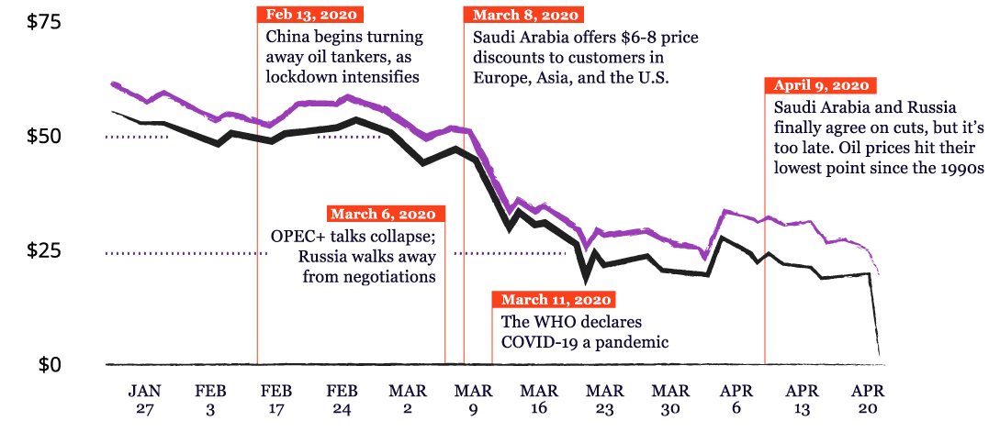 $75
Feb 13, 2020
China begins turning
away oil tankers, as
lockdown intensifies
March 8, 2020
Saudi Arabia offers $6-8 price
discounts to customers in
Europe, Asia, and the U.S.
April 9, 2020
Saudi Arabia and Russia
finally agree on cuts, but it's
too late. Oil prices hit their
lowest point since the 1990s
$50
March 6, 2020
OPEC+ talks collapse;
Russia walks away
from negotiations
$25
March 11, 2020
The WHO declares
COVID-19 a pandemic
$0
JAN
27
FEB
3
FEB
17
FEB
24
MAR
2
MAR
9
MAR
16
MAR
23
MAR
30
APR
6
APR
13
APR
20